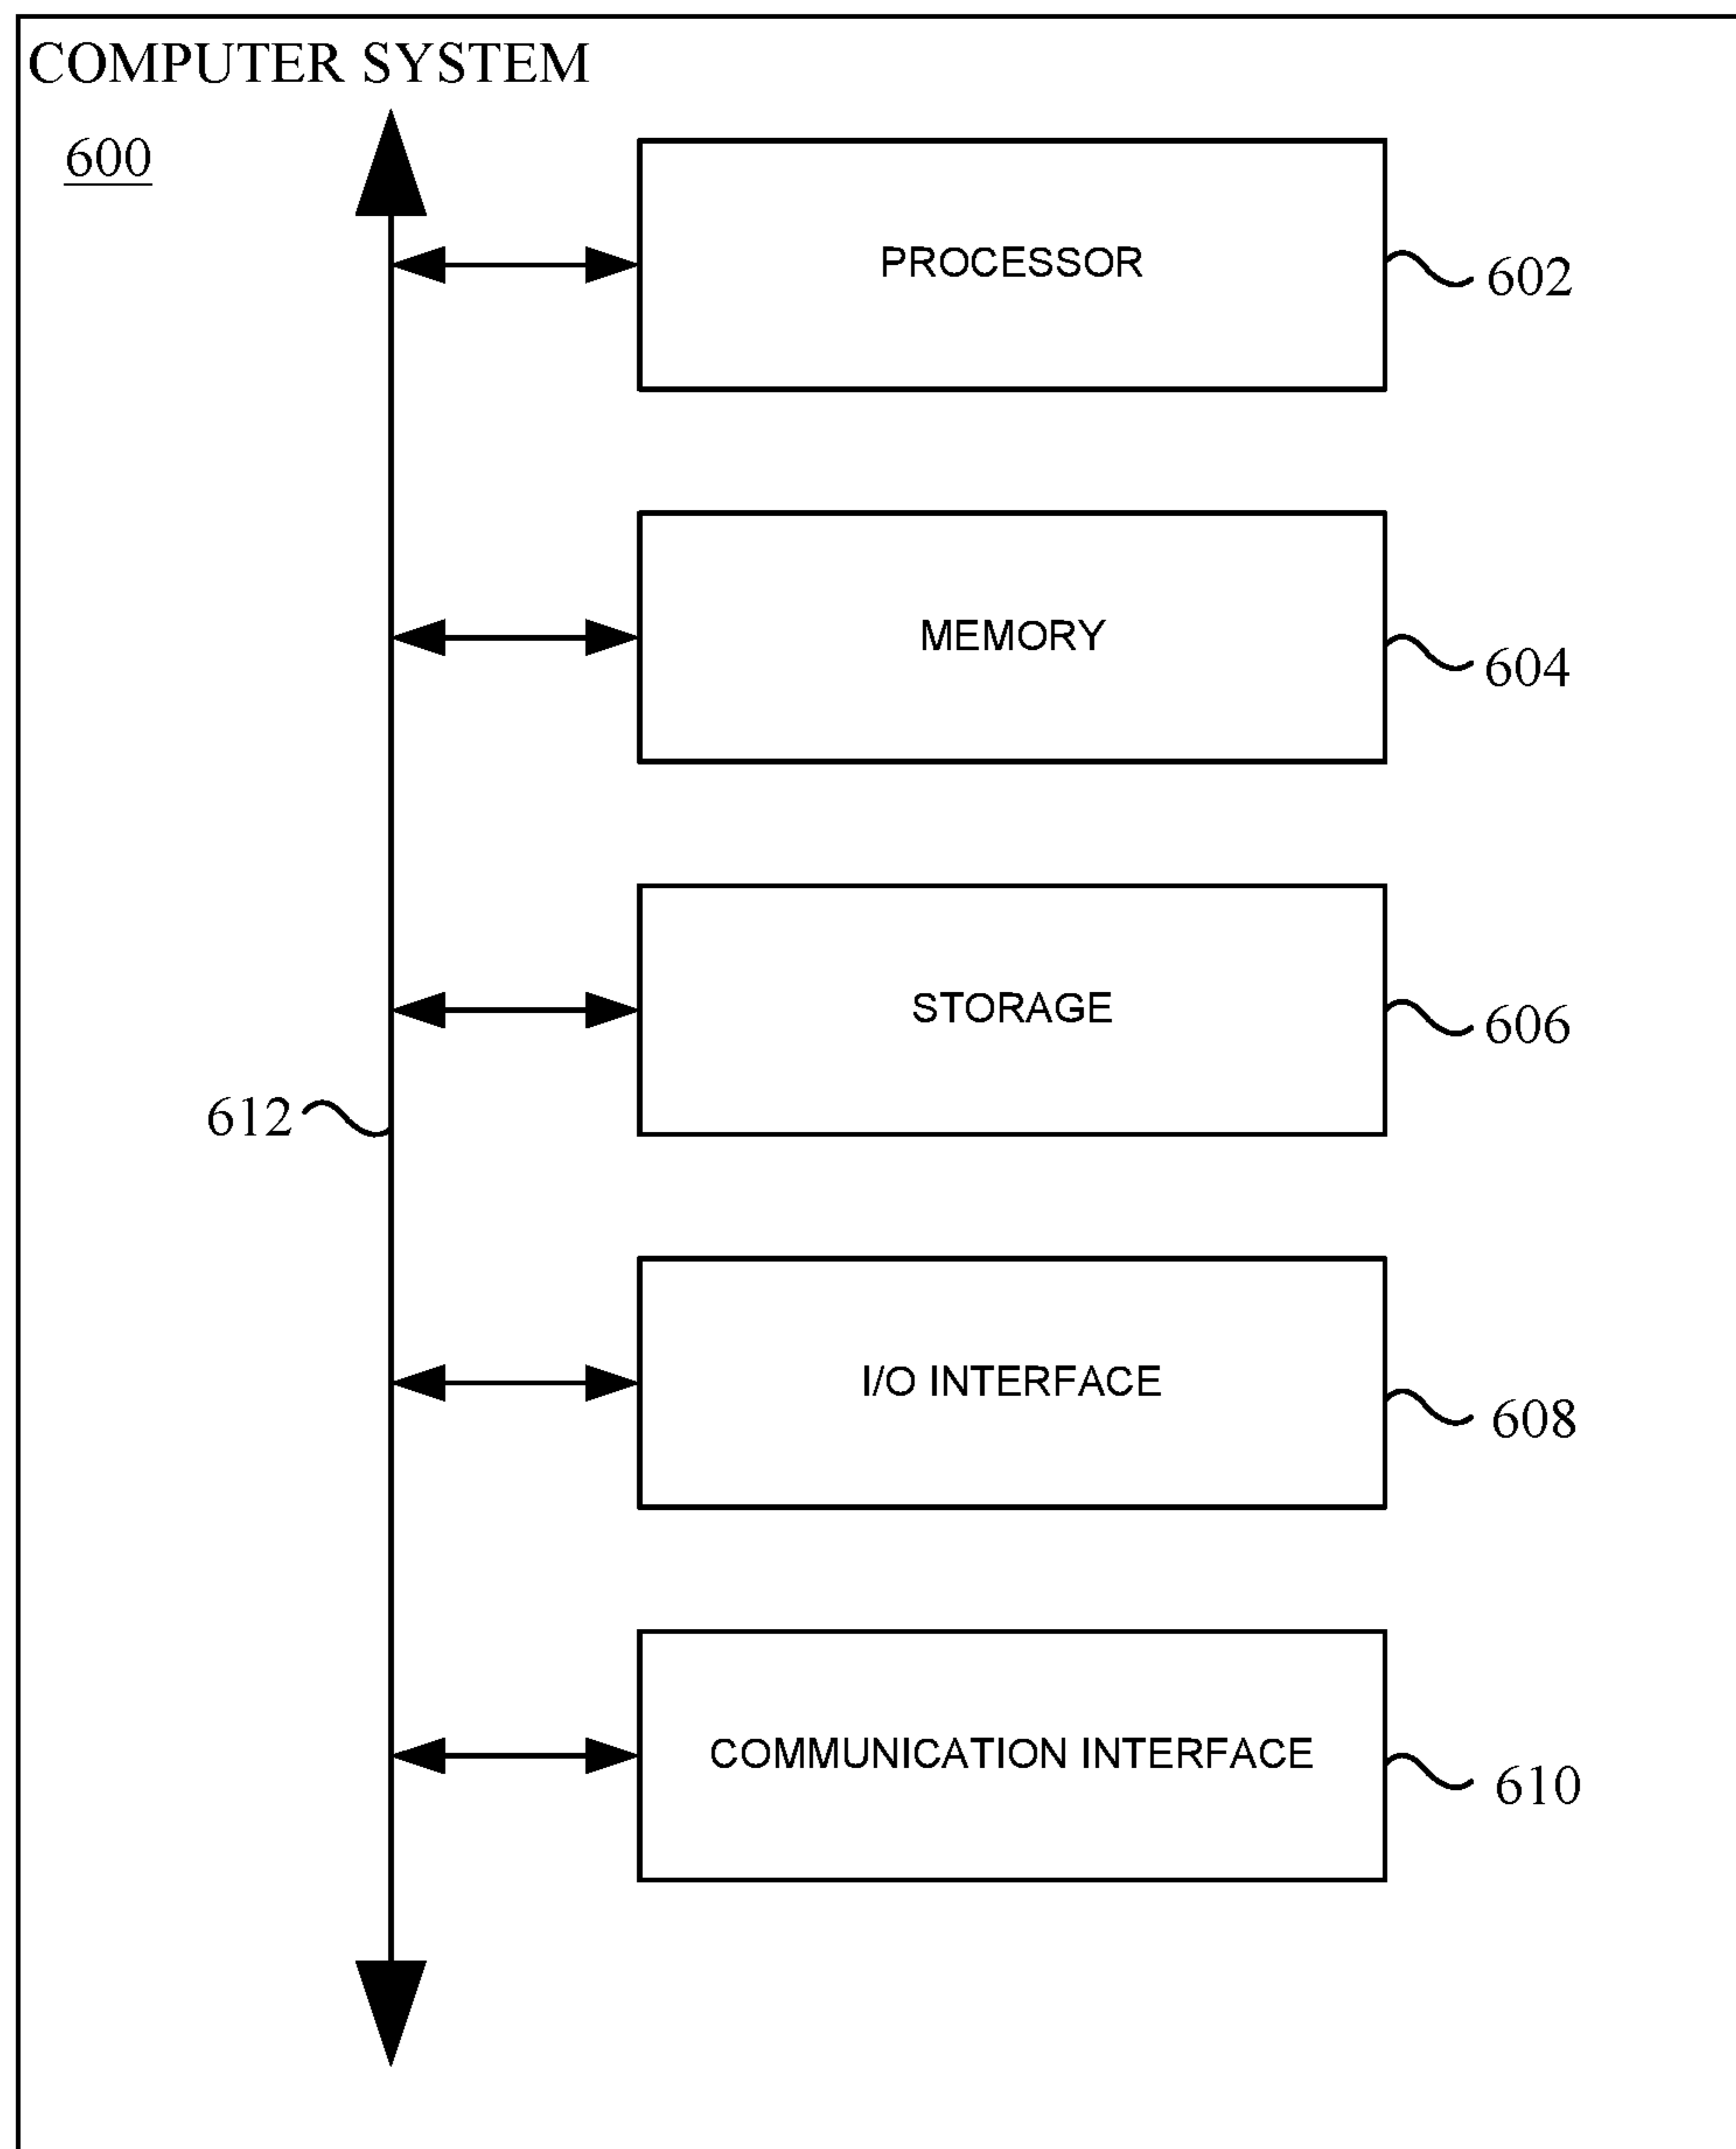 COMPUTER SYSTEM
600
PROCESSOR
602
MEMORY
604
STORAGE
606
612
I/O INTERFACE
608
COMMUNICATION INTERFACE
610